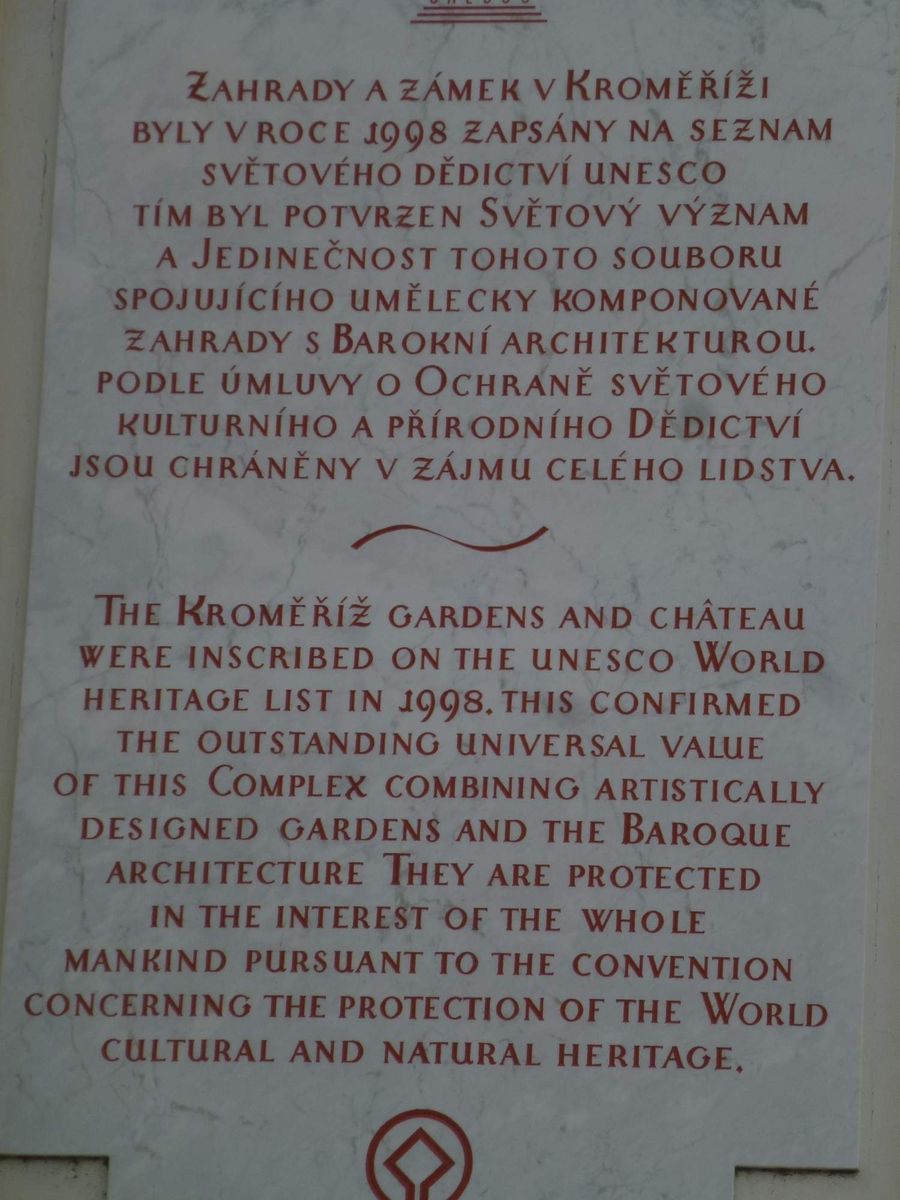 UNESCO
ZAHRADY A ZÁMEK V KROMĚŘÍŽI
BYLY V ROCE 1998 ZAPSÁNY NA SEZNAM
SVĚTOVÉHO DĚDICTVÍ UNESCO
TÍM BYL POTVRZEN SVĚTOVÝ VÝZNAM
A JEDINEČNOST TOHOTO SOUBORU
SPOJUJÍCÍHO UMĚLECKY KOMPONOVANÉ
ZAHRADY S BAROKNÍ ARCHITEKTUROU.
PODLE ÚMLUVY O OCHRANĚ SVĚTOVÉHO
KULTURNÍHO A PŘÍRODNÍHO DĚDICTVÍ
JSOU CHRÁNĚNY V ZÁJMU CELÉHO LIDSTVA.
THE KROMĚŘÍŽ GARDENS AND CHÂTEAU
WERE INSCRIBED ON THE UNESCO WORLD
HERITAGE LIST IN 1998. THIS CONFIRMED
THE OUTSTANDING UNIVERSAL VALUE
OF THIS COMPLEX COMBINING ARTISTICALLY
DESIGNED GARDENS AND THE BAROQUE
ARCHITECTURE THEY ARE PROTECTED
IN THE INTEREST OF THE WHOLE
MANKIND PURSUANT TO THE CONVENTION
CONCERNING THE PROTECTION OF THE WORLD
CULTURAL AND NATURAL HERITAGE.